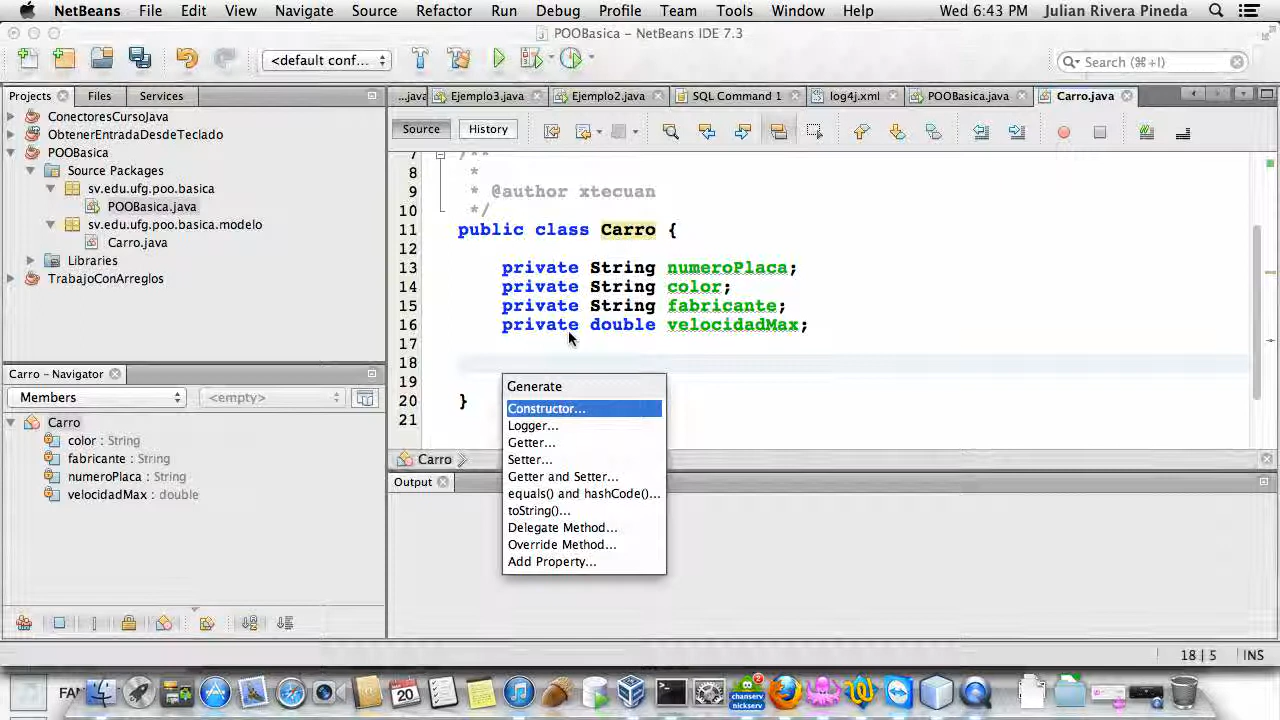 NetBeans File Edit View Navigate Source Refactor Run Debug Profile Team Tools Window Help Wed 6:43 PM Julian Rivera Pineda
POOBasica – NetBeans IDE 7.3
<default conf... Search (⌘+I)
Projects Files Services
...java Ejemplo3.java Ejemplo2.java SQL Command 1 log4j.xml POOBasica.java Carro.java
ConectoresCursoJava
ObtenerEntradaDesdeTeclado
POOBasica
Source Packages
sv.edu.ufg.poo.basica
POOBasica.java
sv.edu.ufg.poo.basica.modelo
Carro.java
Libraries
TrabajoConArreglos
Source History
7 /**
8 *
9 * @author xtecuan
10 */
11 public class Carro {
12
13 private String numeroPlaca;
14 private String color;
15 private String fabricante;
16 private double velocidadMax;
17
18
19
20 }
21
Generate
Constructor...
Logger...
Getter...
Setter...
Getter and Setter...
equals() and hashCode()...
toString()...
Delegate Method...
Override Method...
Add Property...
Carro
Output
Carro – Navigator
Members <empty>
Carro
color : String
fabricante : String
numeroPlaca : String
velocidadMax : double
18 | 5 INS
FAN
20
2
chanserv
nickserv